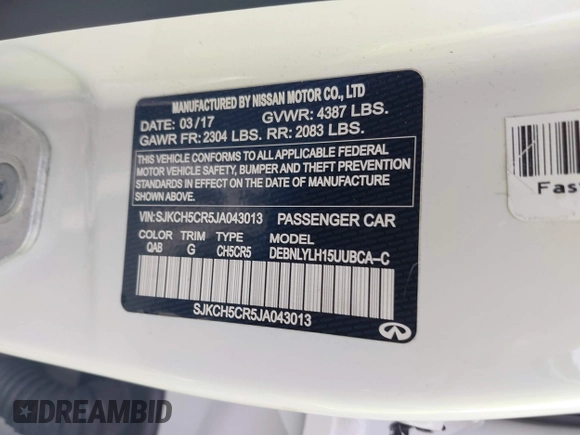 MANUFACTURED BY NISSAN MOTOR CO., LTD
DATE: 03/17 GVWR: 4387 LBS.
GAWR FR: 2304 LBS. RR: 2083 LBS.
THIS VEHICLE CONFORMS TO ALL APPLICABLE FEDERAL
MOTOR VEHICLE SAFETY, BUMPER AND THEFT PREVENTION
STANDARDS IN EFFECT ON THE DATE OF MANUFACTURE
SHOWN ABOVE.
VIN: SJKCH5CR5JA043013 PASSENGER CAR
COLOR TRIM TYPE MODEL
QAB G CH5CR5 DEBNLYLH15UUBCA-C
SJKCH5CR5JA043013
Fas
DREAMBID